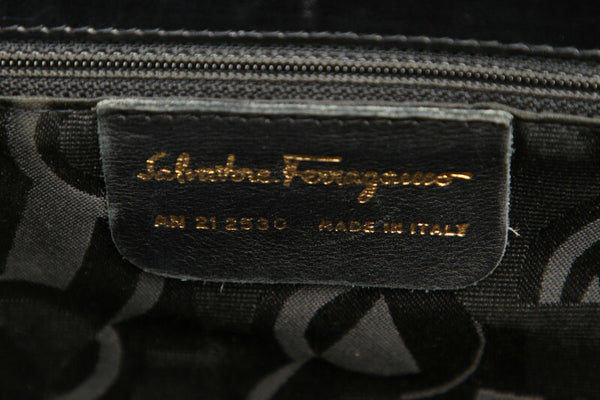 Salvatore Ferragamo
AN 21 2530 MADE IN ITALY